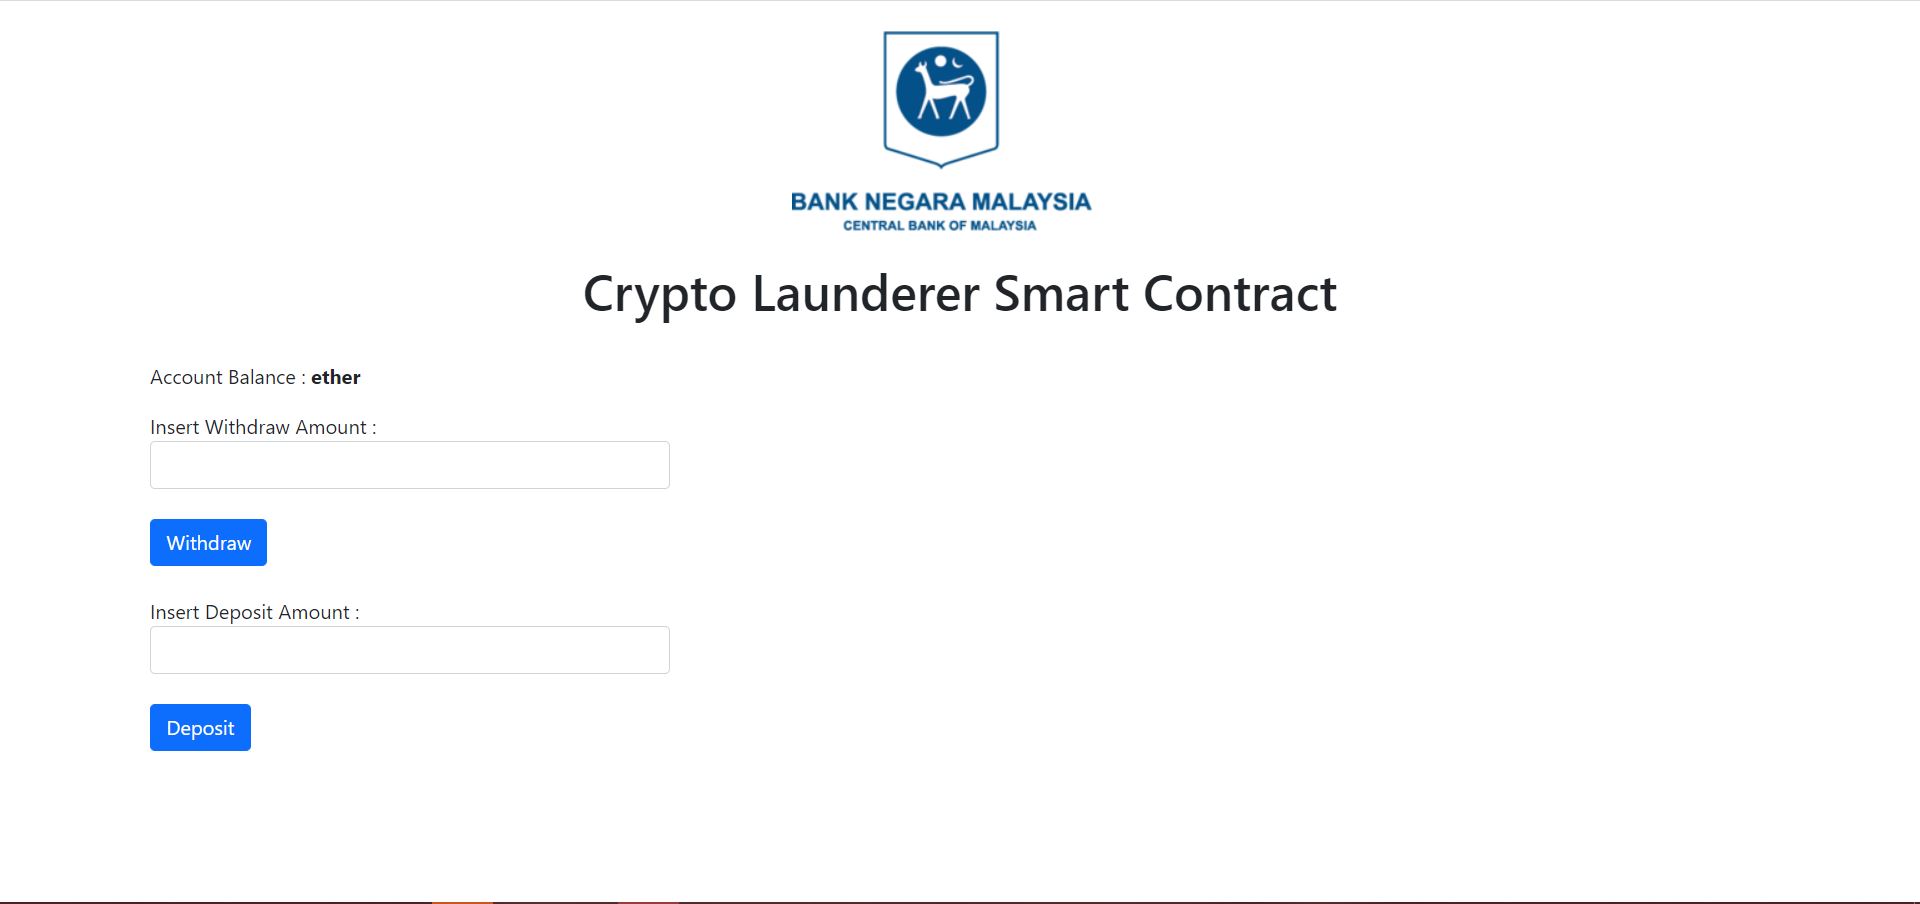 BANK NEGARA MALAYSIA
CENTRAL BANK OF MALAYSIA
Crypto Launderer Smart Contract
Account Balance : ether
Insert Withdraw Amount :
Withdraw
Insert Deposit Amount :
Deposit